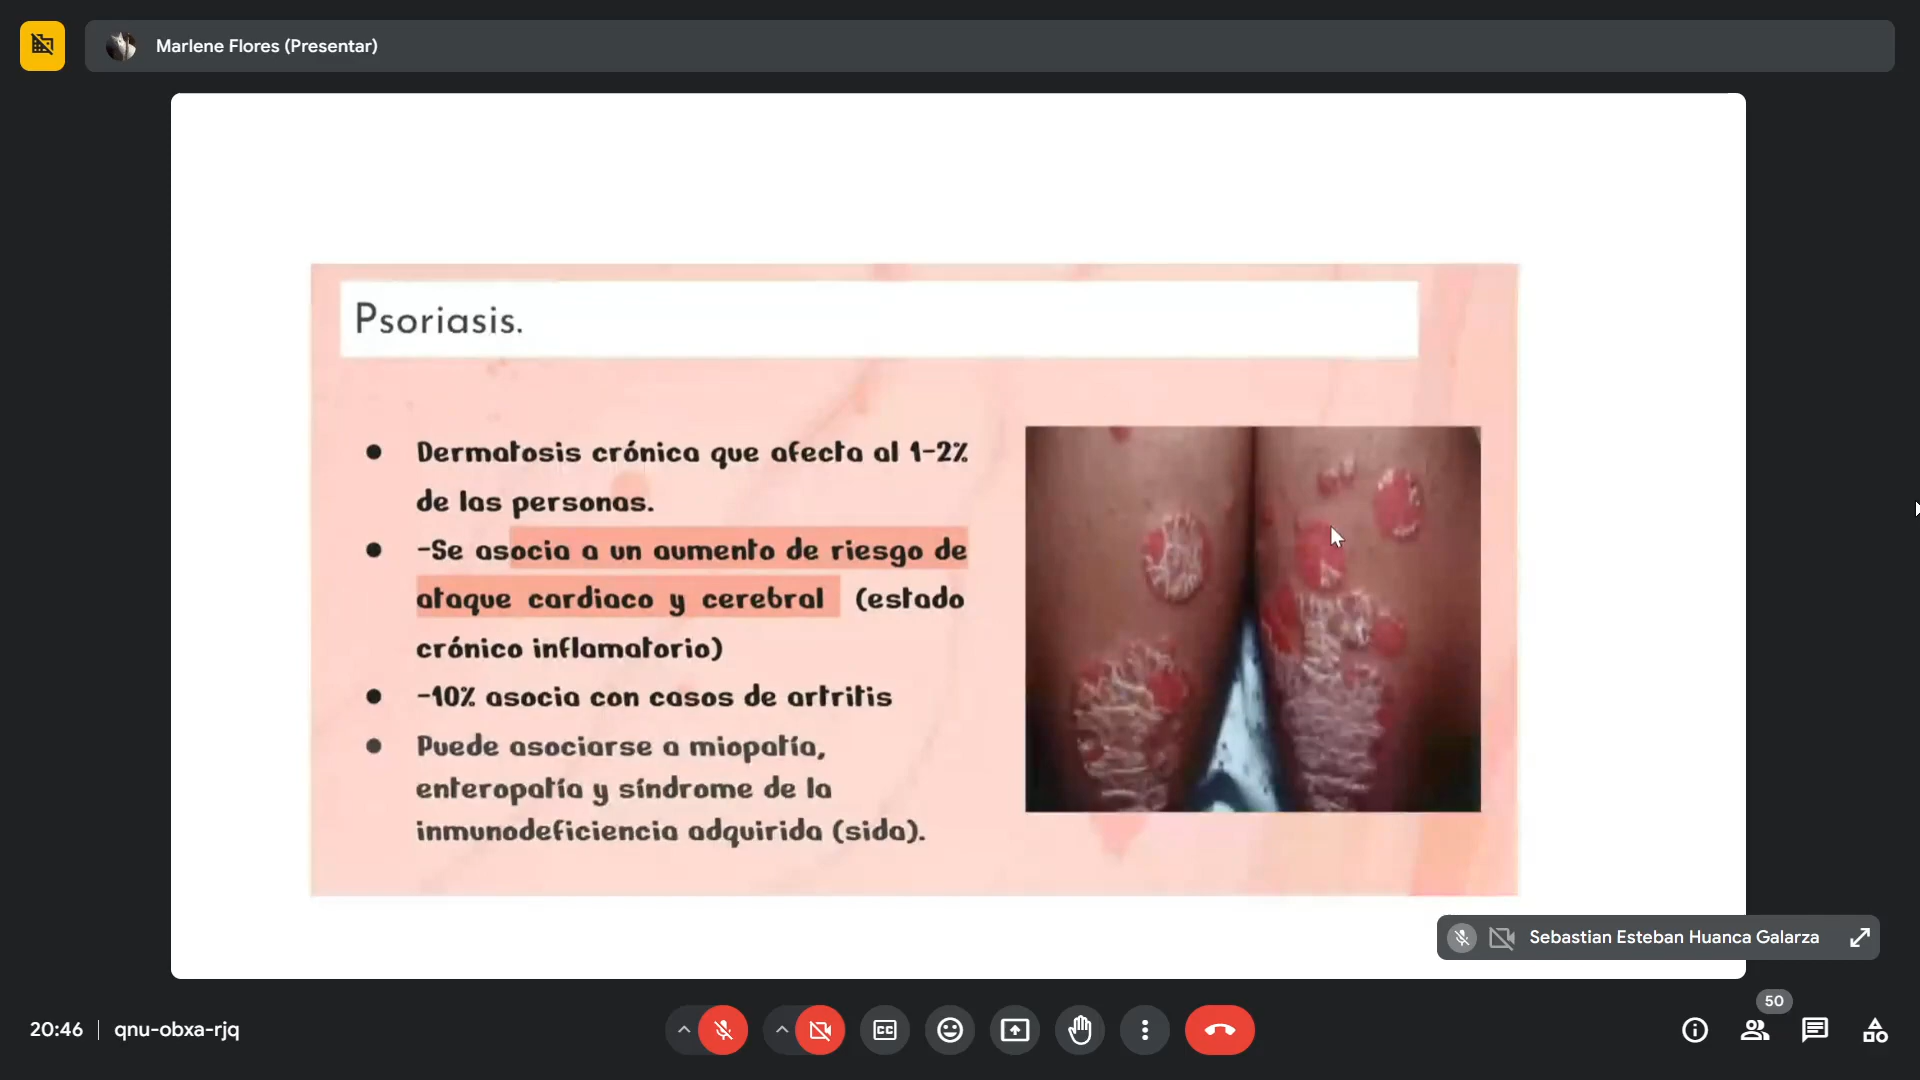 Marlene Flores (Presentar)
Psoriasis.
● Dermatosis crónica que afecta al 1-2%
de las personas.
● -Se asocia a un aumento de riesgo de
ataque cardiaco y cerebral (estado
crónico inflamatorio)
● -10% asocia con casos de artritis
● Puede asociarse a miopatía,
enteropatía y síndrome de la
inmunodeficiencia adquirida (sida).
Sebastian Esteban Huanca Galarza
50
20:46 | qnu-obxa-rjq
CC